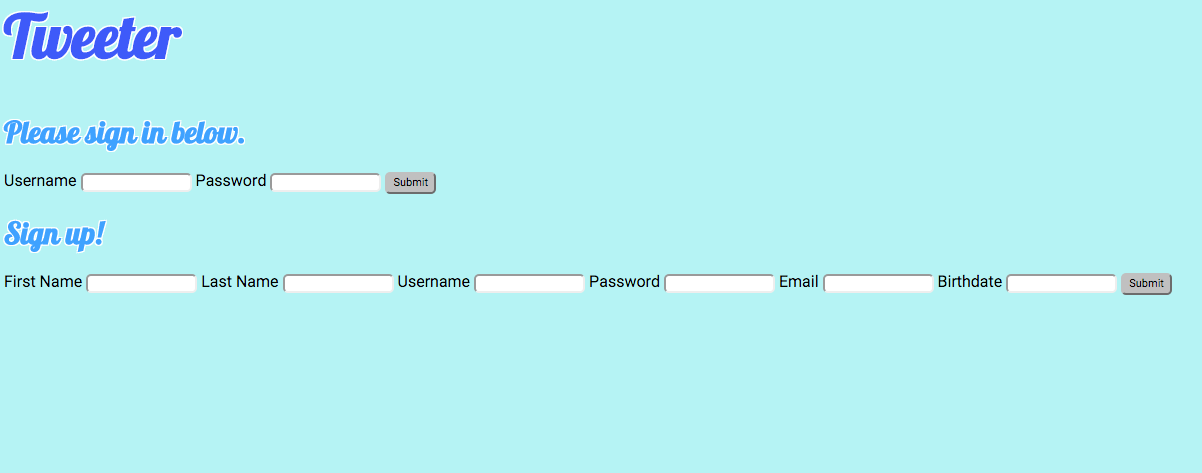 Tweeter
Please sign in below.
Username Password Submit
Sign up!
First Name Last Name Username Password Email Birthdate Submit